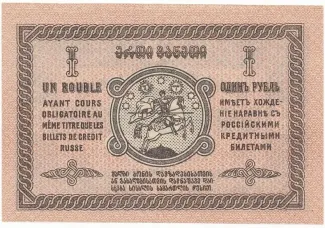 ერთი მანეთი
I
I
UN ROUBLE
AYANT COURS
OBLIGATOIRE AU
MÊME TITRE QUE LES
BILLETS DE CREDIT
RUSSE.
ОДИНЪ РУБЛЬ
ИМѢЕТЪ ХОЖДЕ-
НІЕ НАРАВНѢ СЪ
РОССІЙСКИМИ
КРЕДИТНЫМИ
БИЛЕТАМИ